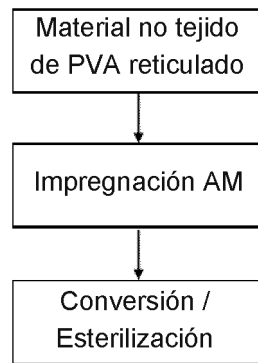 Material no tejido
de PVA reticulado
Impregnación AM
Conversión /
Esterilización